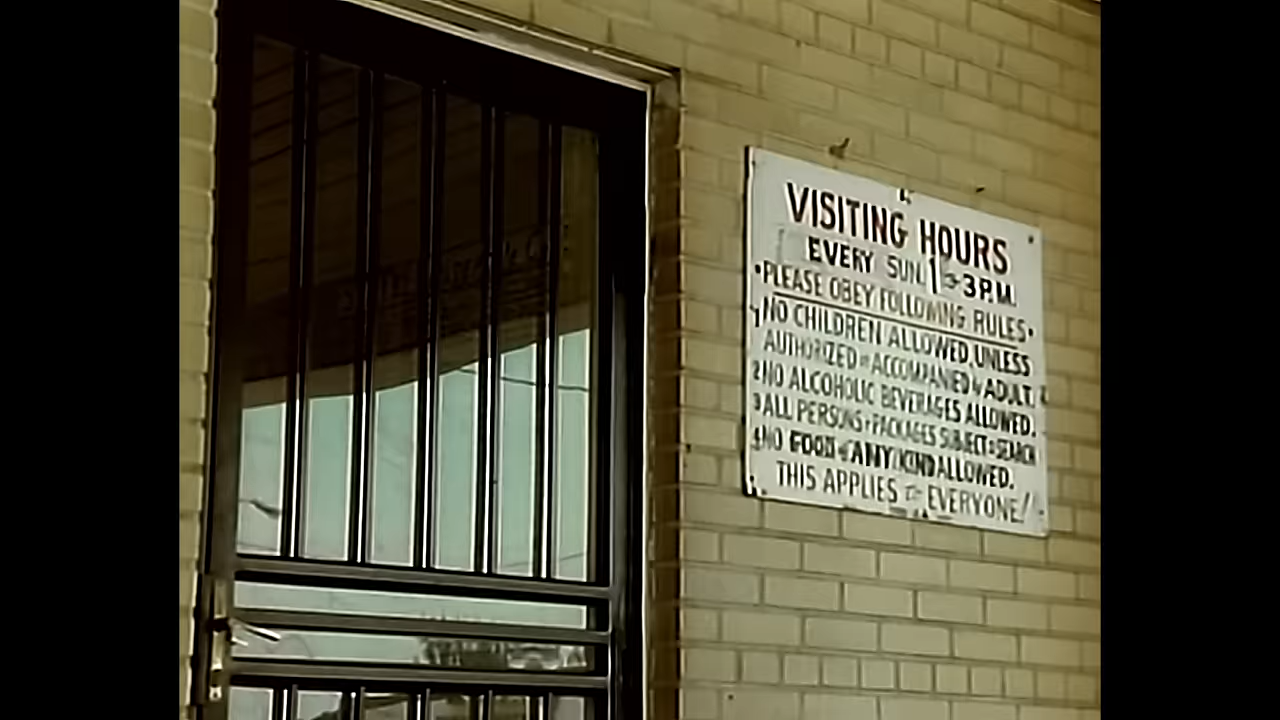 VISITING HOURS
EVERY SUN. 1 to 3 P.M.
•PLEASE OBEY FOLLOWING RULES•
1 NO CHILDREN ALLOWED, UNLESS
AUTHORIZED or ACCOMPANIED by ADULT.
2 NO ALCOHOLIC BEVERAGES ALLOWED.
3 ALL PERSONS + PACKAGES SUBJECT to SEARCH
4 NO FOOD of ANY KIND ALLOWED.
THIS APPLIES to EVERYONE!